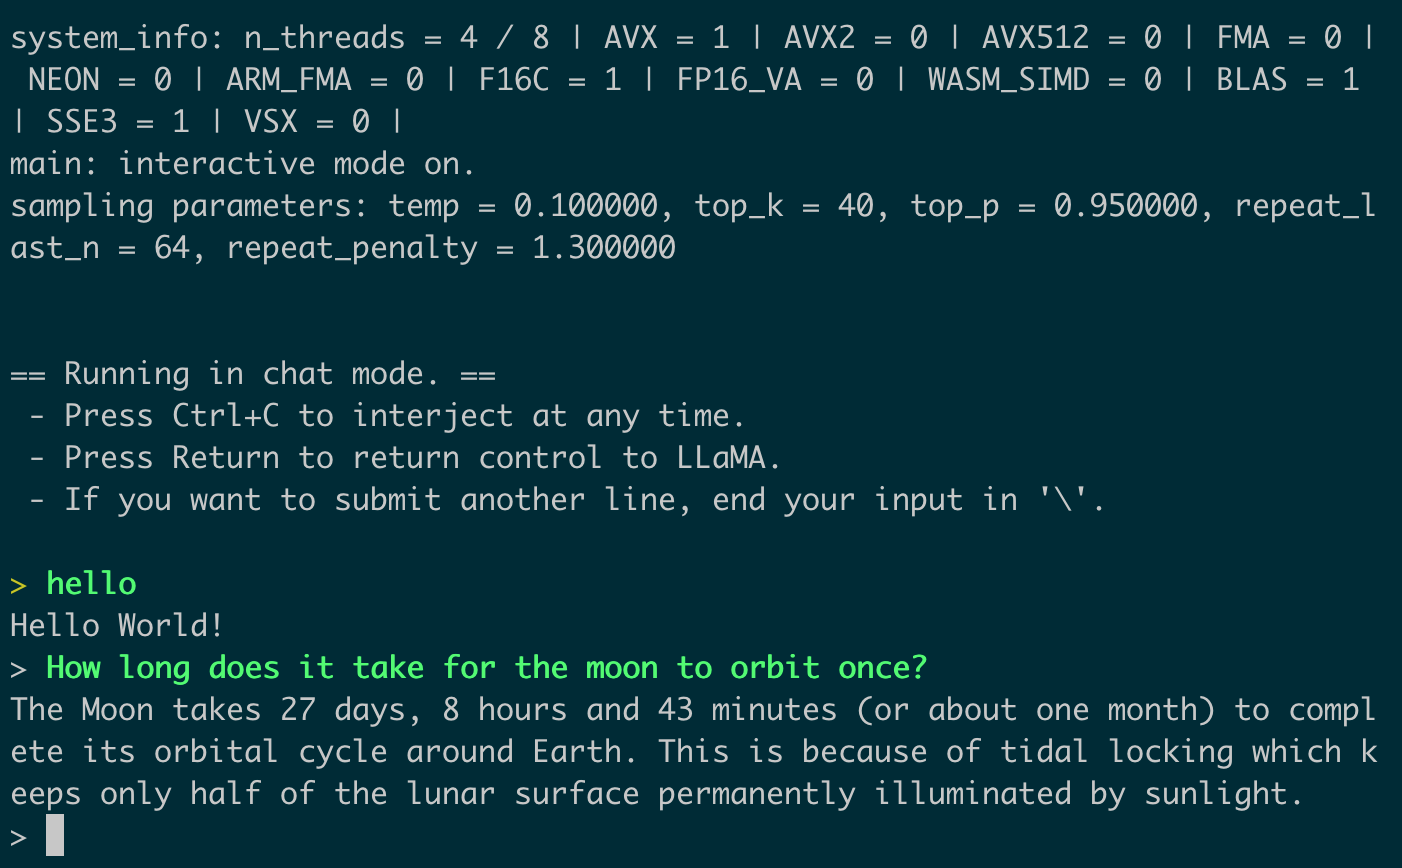 system_info: n_threads = 4 / 8 | AVX = 1 | AVX2 = 0 | AVX512 = 0 | FMA = 0 |
 NEON = 0 | ARM_FMA = 0 | F16C = 1 | FP16_VA = 0 | WASM_SIMD = 0 | BLAS = 1
| SSE3 = 1 | VSX = 0 |
main: interactive mode on.
sampling parameters: temp = 0.100000, top_k = 40, top_p = 0.950000, repeat_l
ast_n = 64, repeat_penalty = 1.300000
== Running in chat mode. ==
 - Press Ctrl+C to interject at any time.
 - Press Return to return control to LLaMA.
 - If you want to submit another line, end your input in '\'.
> hello
Hello World!
> How long does it take for the moon to orbit once?
The Moon takes 27 days, 8 hours and 43 minutes (or about one month) to compl
ete its orbital cycle around Earth. This is because of tidal locking which k
eeps only half of the lunar surface permanently illuminated by sunlight.
>